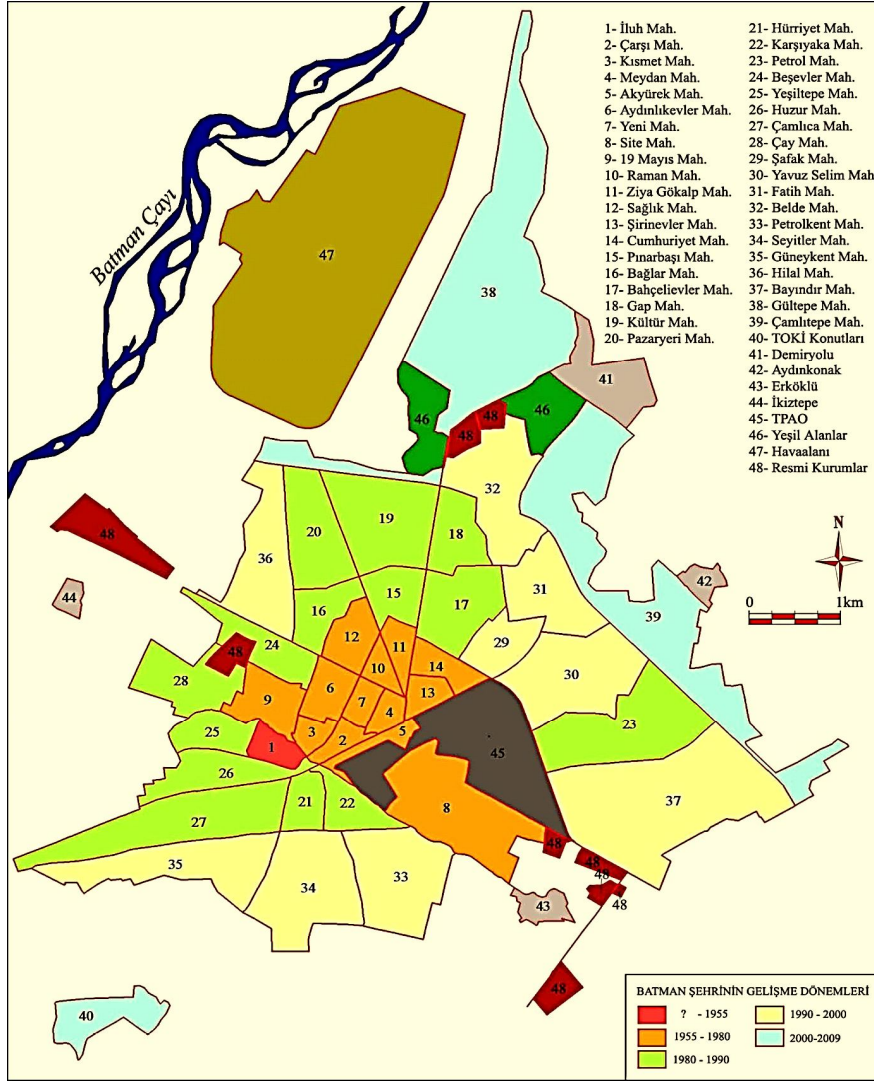 1- İluh Mah.
2- Çarşı Mah.
3- Kısmet Mah.
4- Meydan Mah.
5- Akyürek Mah.
6- Aydınlıkevler Mah.
7- Yeni Mah.
8- Site Mah.
9- 19 Mayıs Mah.
10- Raman Mah.
11- Ziya Gökalp Mah.
12- Sağlık Mah.
13- Şirinevler Mah.
14- Cumhuriyet Mah.
15- Pınarbaşı Mah.
16- Bağlar Mah.
17- Bahçelievler Mah.
18- Gap Mah.
19- Kültür Mah.
20- Pazaryeri Mah.
21- Hürriyet Mah.
22- Karşıyaka Mah.
23- Petrol Mah.
24- Beşevler Mah.
25- Yeşiltepe Mah.
26- Huzur Mah.
27- Çamlıca Mah.
28- Çay Mah.
29- Şafak Mah.
30- Yavuz Selim Mah
31- Fatih Mah.
32- Belde Mah.
33- Petrolkent Mah.
34- Seyitler Mah.
35- Güneykent Mah.
36- Hilal Mah.
37- Bayındır Mah.
38- Gültepe Mah.
39- Çamlıtepe Mah.
40- TOKİ Konutları
41- Demiryolu
42- Aydınkonak
43- Erköklü
44- İkiztepe
45- TPAO
46- Yeşil Alanlar
47- Havaalanı
48- Resmi Kurumlar
Batman Çayı
47
38
41
46
48
46
48
32
19
20
18
48
36
42
31
44
15
17
16
39
12
11
29
24
48
14
10
30
28
6
13
9
7
4
23
25
3
2
5
45
1
26
37
21
22
8
27
48
35
48
48
33
34
43
48
48
40
N
0
1km
BATMAN ŞEHRİNİN GELİŞME DÖNEMLERİ
? - 1955
1955 - 1980
1980 - 1990
1990 - 2000
2000-2009